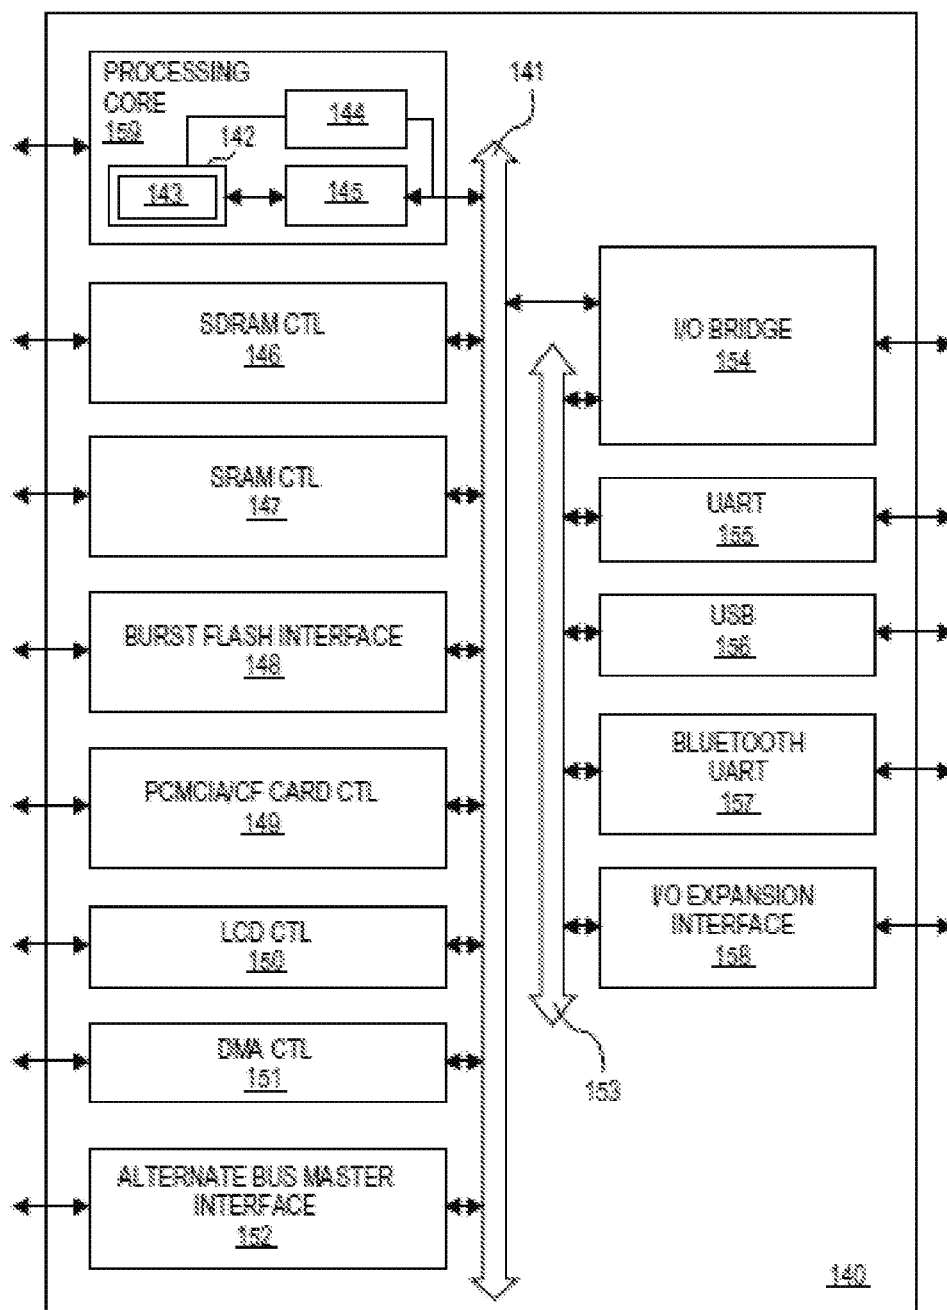 PROCESSING
CORE
159
142
144
143
145
141
SDRAM CTL
146
SRAM CTL
147
BURST FLASH INTERFACE
148
PCMCIA/CF CARD CTL
149
LCD CTL
150
DMA CTL
151
ALTERNATE BUS MASTER
INTERFACE
152
I/O BRIDGE
154
UART
155
USB
156
BLUETOOTH
UART
157
I/O EXPANSION
INTERFACE
158
153
140